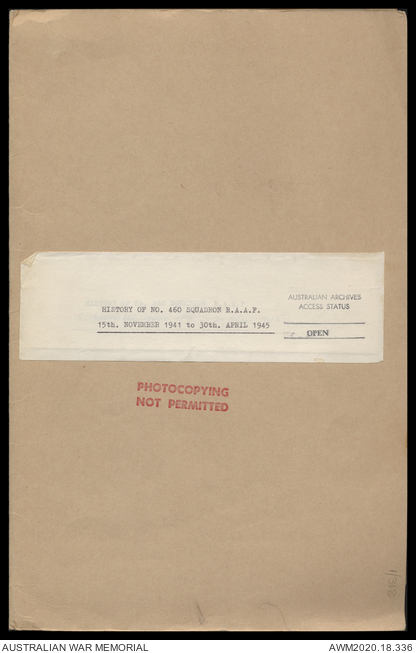 HISTORY OF NO. 460 SQUADRON R.A.A.F.
15th. NOVEMBER 1941 to 30th. APRIL 1945
AUSTRALIAN ARCHIVES
ACCESS STATUS
OPEN
PHOTOCOPYING
NOT PERMITTED
AUSTRALIAN WAR MEMORIAL
AWM2020.18.336